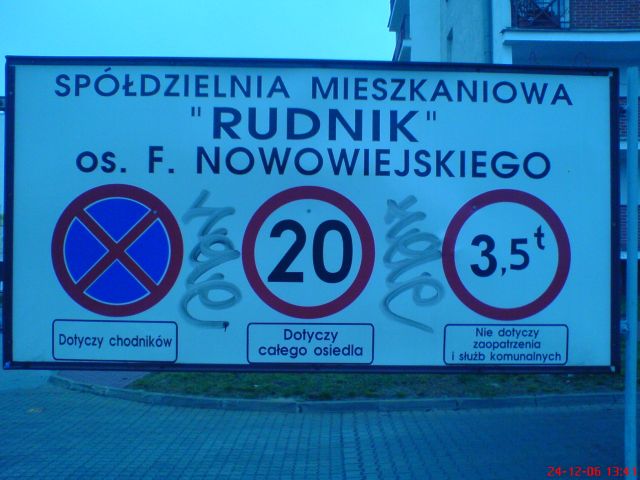 SPÓŁDZIELNIA MIESZKANIOWA
"RUDNIK"
os. F. NOWOWIEJSKIEGO
20
3,5t
Dotyczy chodników
Dotyczy
całego osiedla
Nie dotyczy
zaopatrzenia
i służb komunalnych
24-12-06 13:41